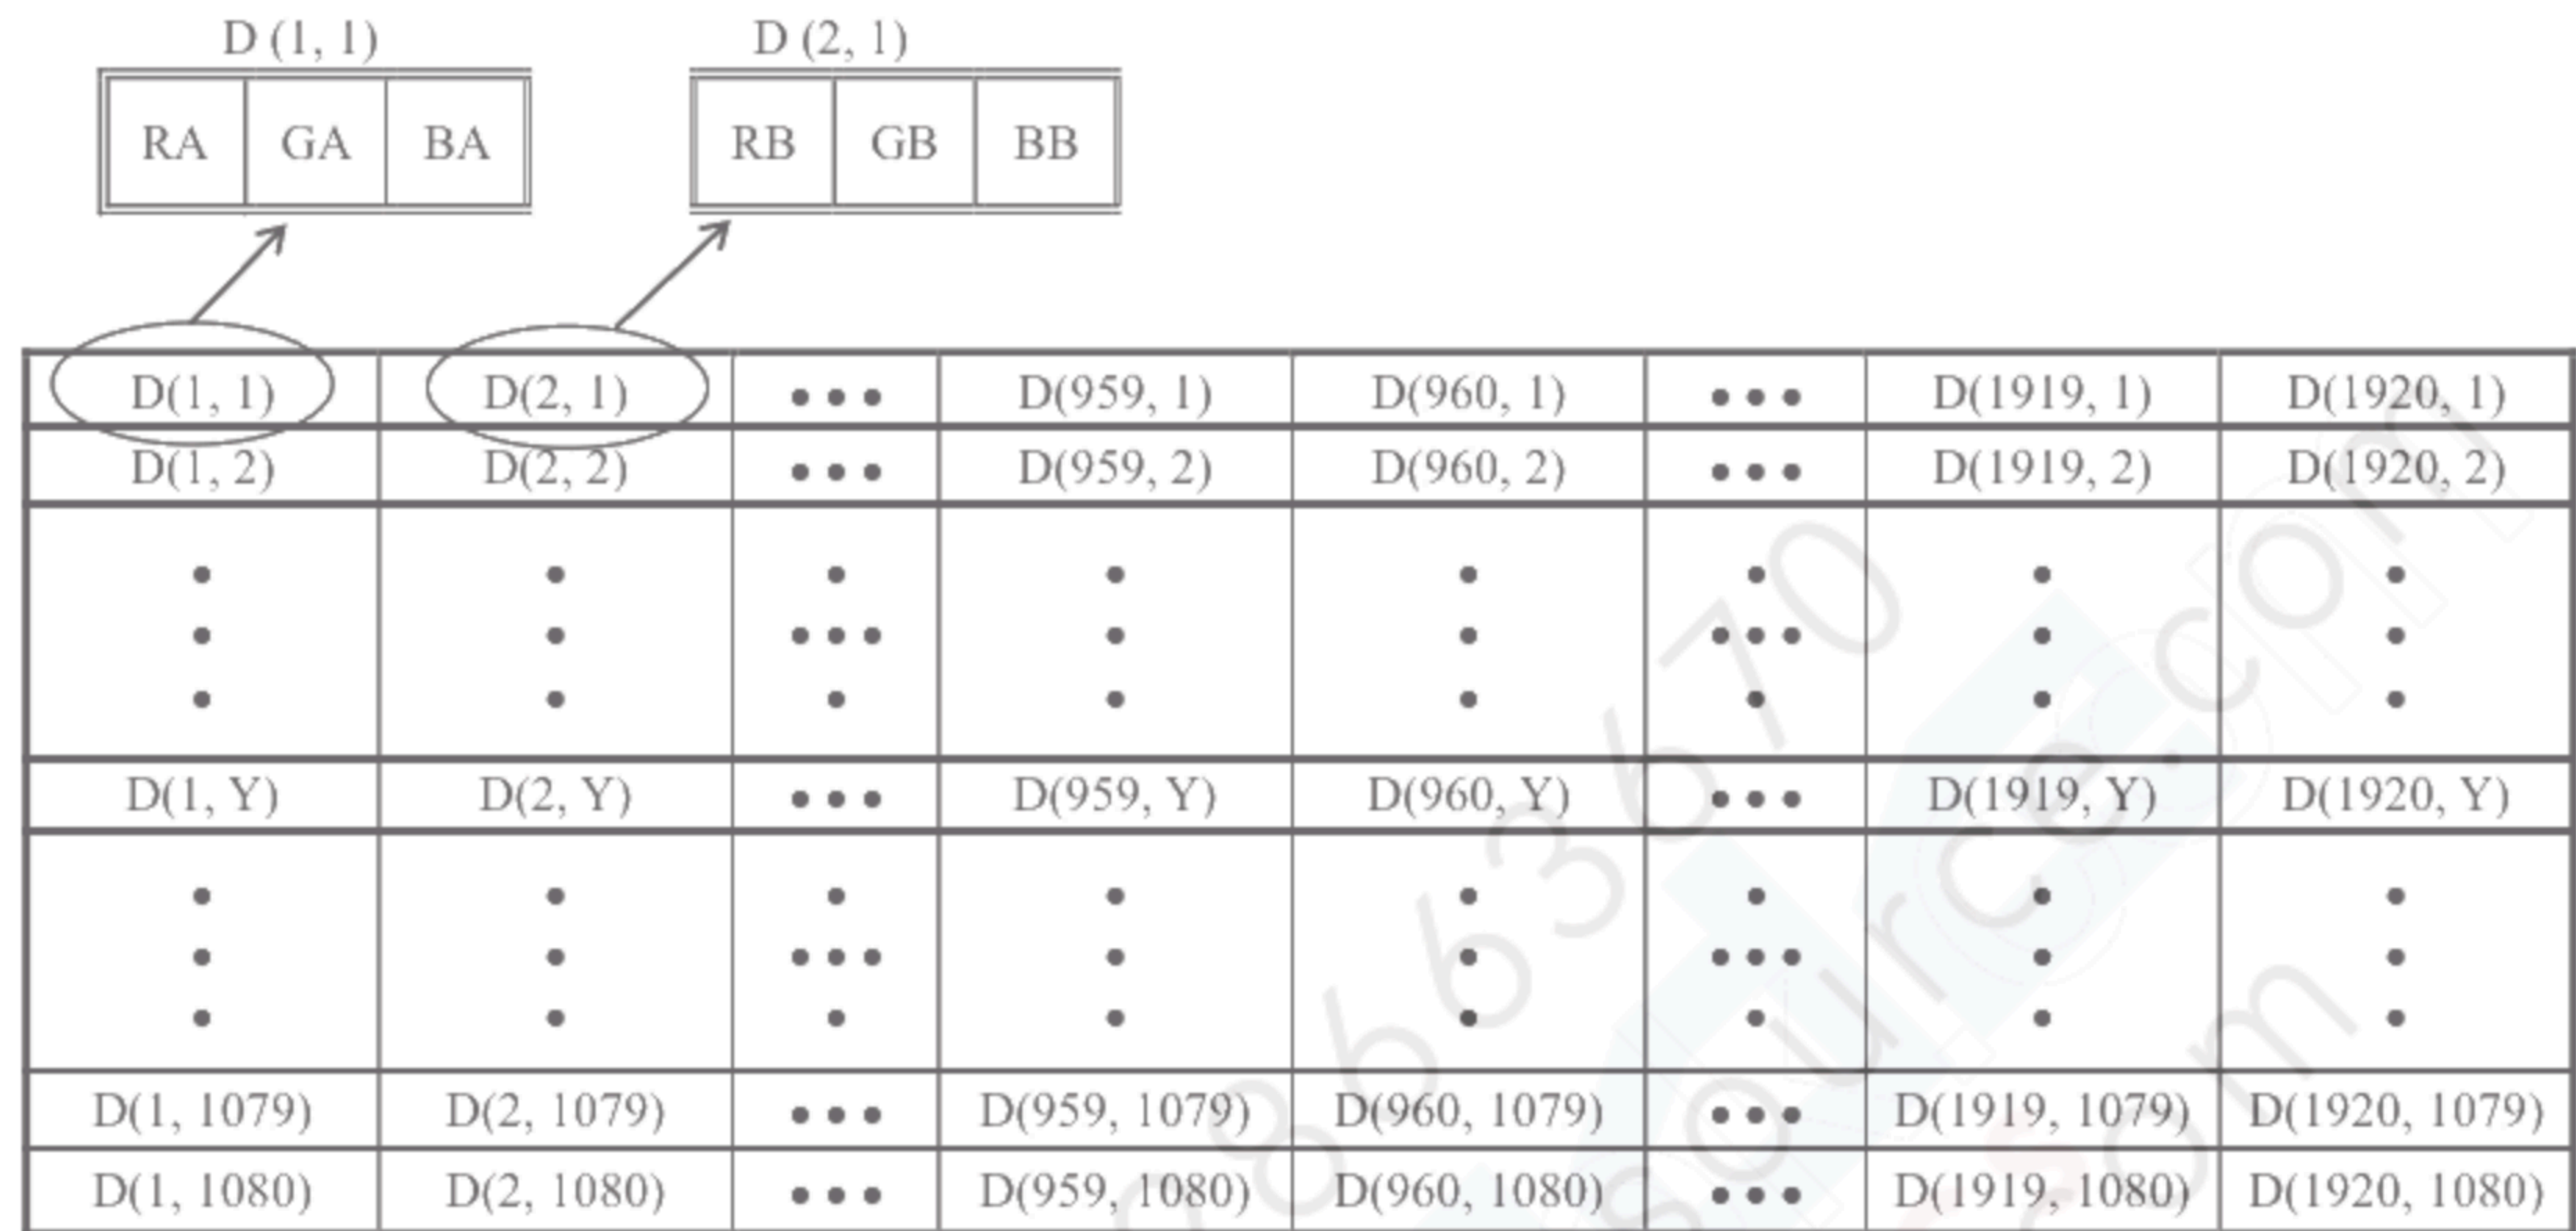 D (1, 1) D (2, 1)
RA GA BA RB GB BB
D(1, 1) D(2, 1) ••• D(959, 1) D(960, 1) ••• D(1919, 1) D(1920, 1)
D(1, 2) D(2, 2) ••• D(959, 2) D(960, 2) ••• D(1919, 2) D(1920, 2)
D(1, Y) D(2, Y) ••• D(959, Y) D(960, Y) ••• D(1919, Y) D(1920, Y)
D(1, 1079) D(2, 1079) ••• D(959, 1079) D(960, 1079) ••• D(1919, 1079) D(1920, 1079)
D(1, 1080) D(2, 1080) ••• D(959, 1080) D(960, 1080) ••• D(1919, 1080) D(1920, 1080)